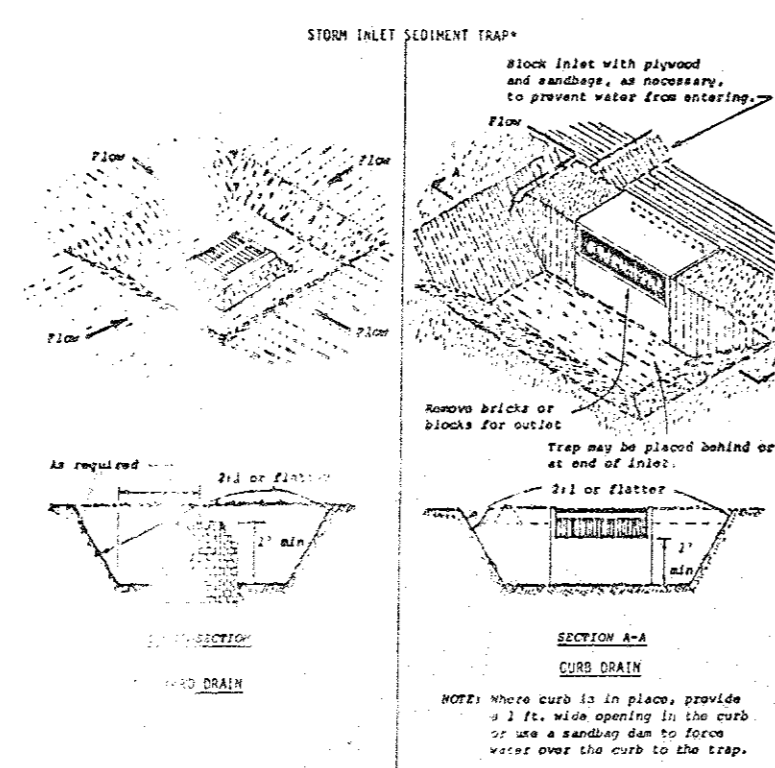 STORM INLET SEDIMENT TRAP*
Block inlet with plywood
and sandbags, as necessary,
to prevent water from entering.
Flow
Flow
Flow
Flow
Flow
A
Remove bricks or
blocks for outlet
Trap may be placed behind or
at end of inlet.
As required
2:1 or flatter
1'
min
SECTION
DRAIN
2:1 or flatter
1'
min
SECTION A-A
CURB DRAIN
NOTE: Where curb is in place, provide
a 1 ft. wide opening in the curb
or use a sandbag dam to force
water over the curb to the trap.